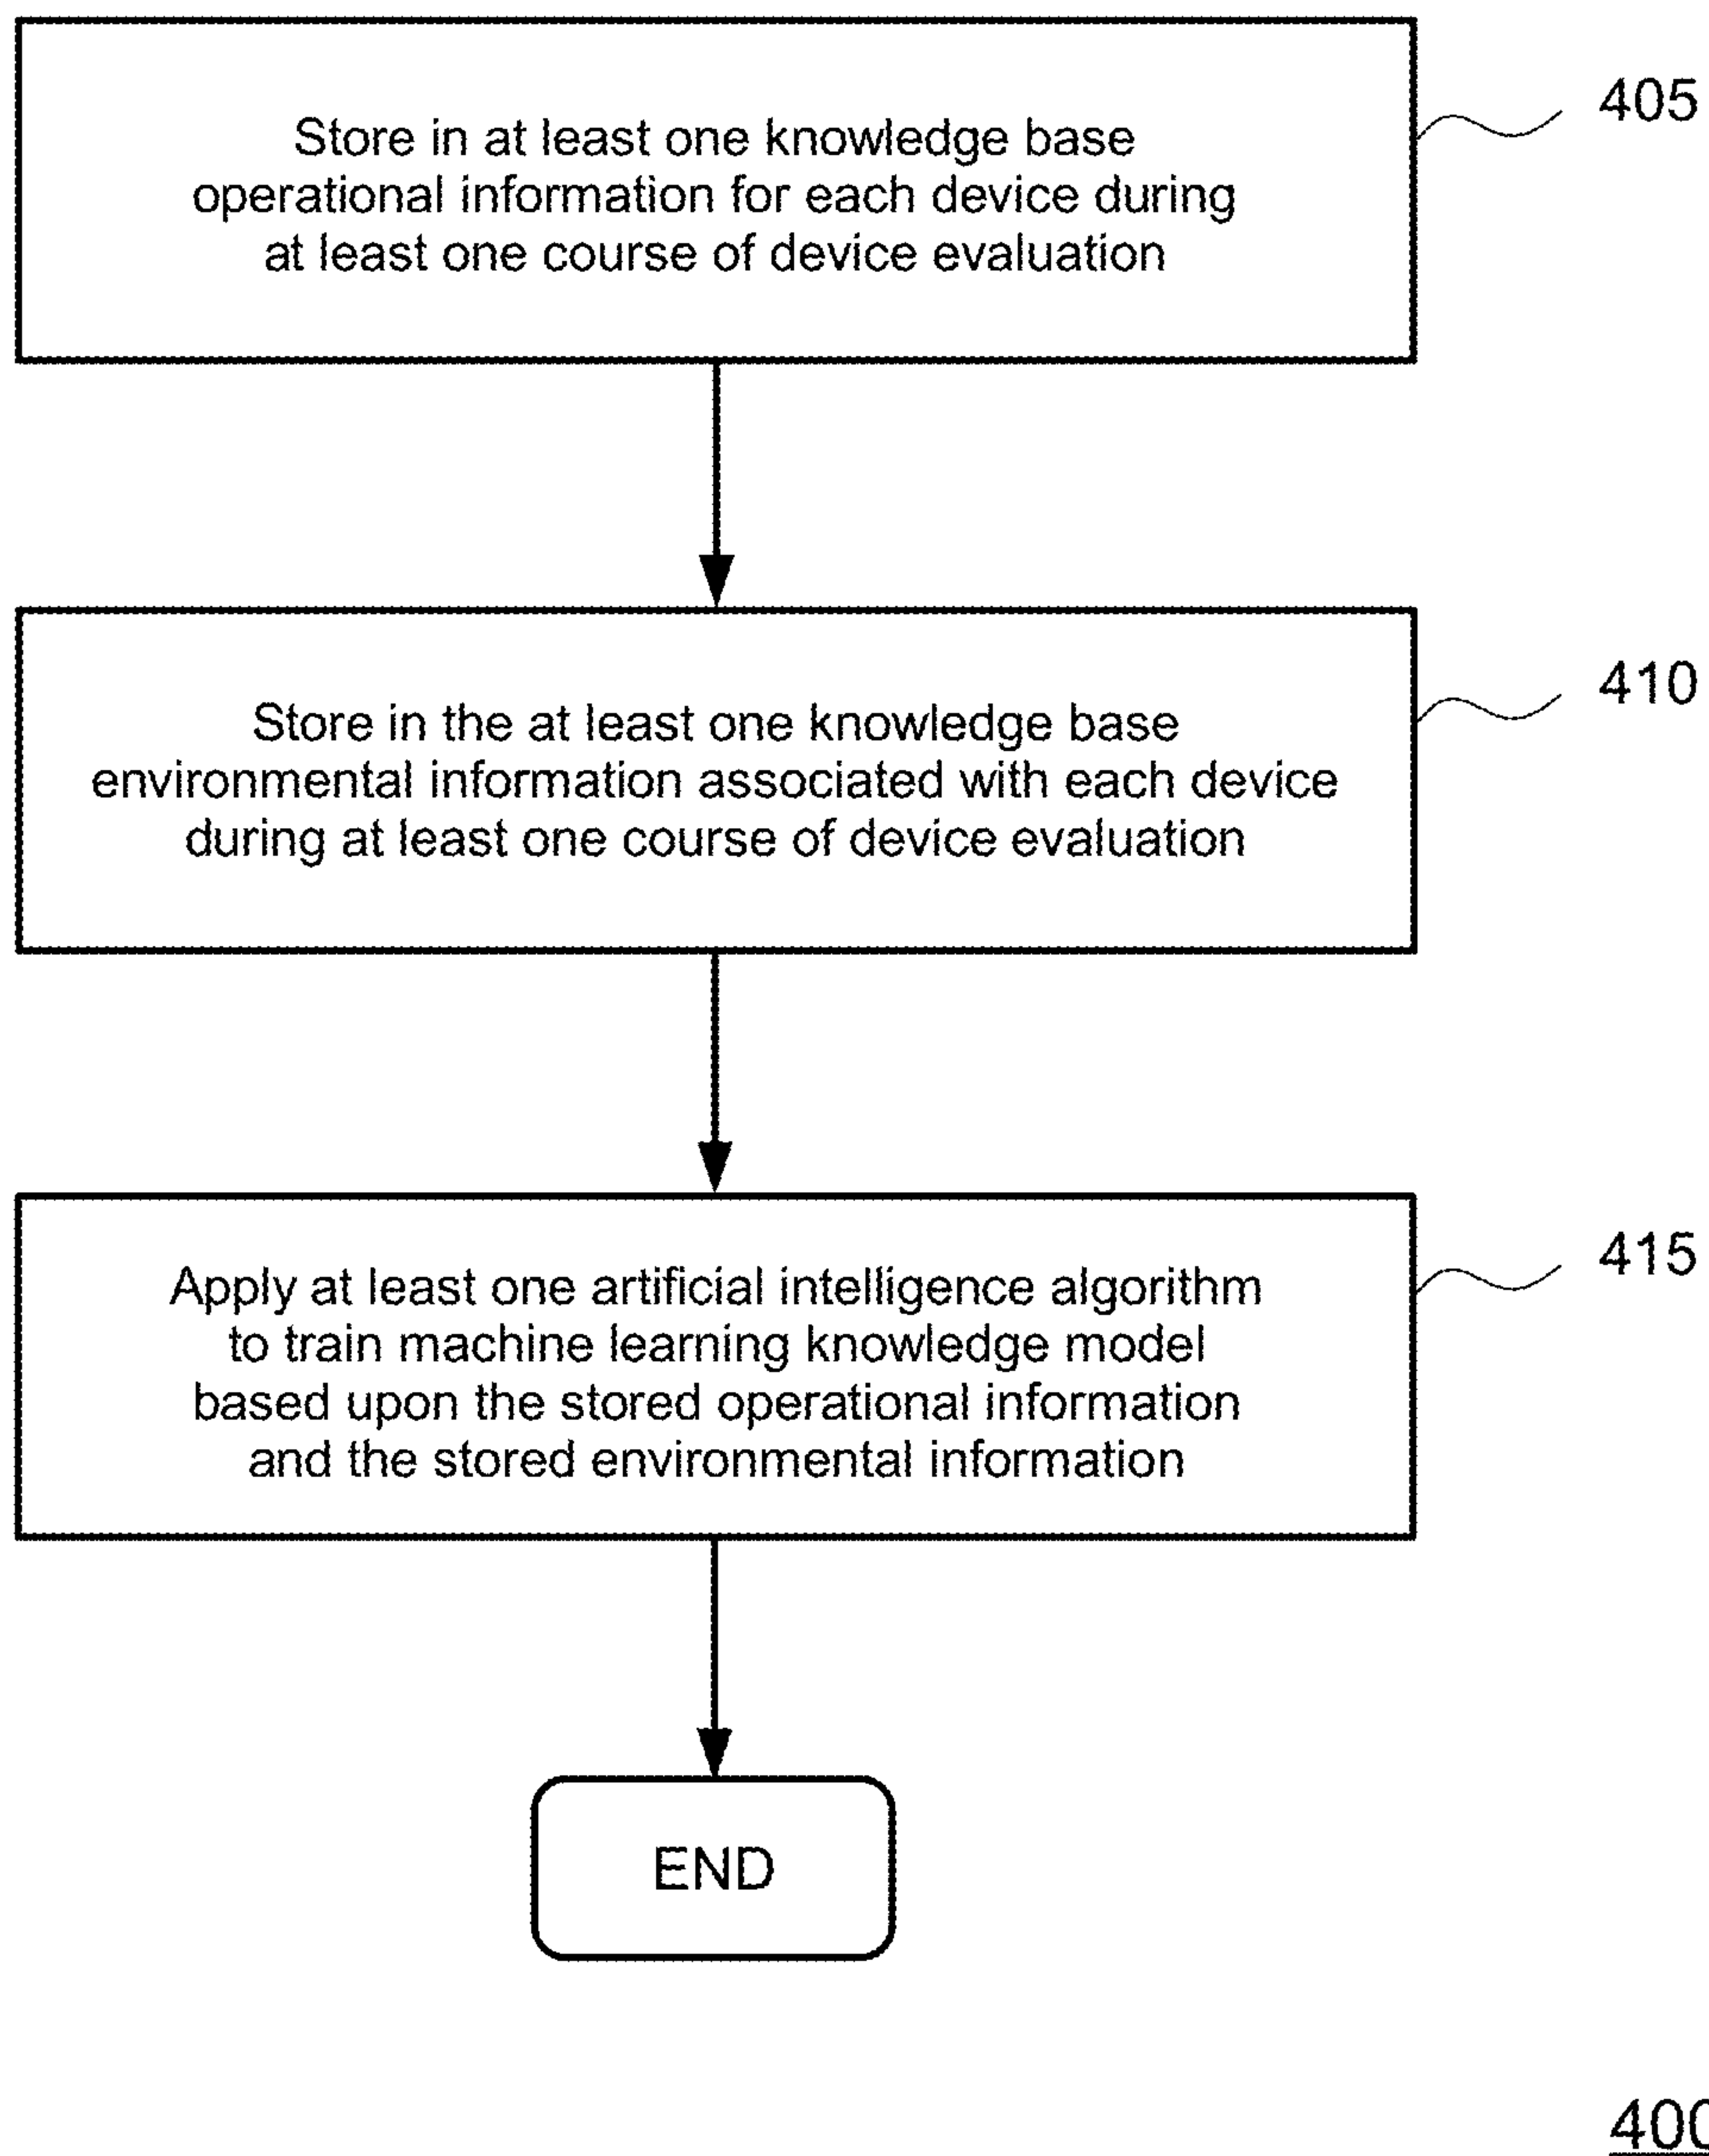 Store in at least one knowledge base
operational information for each device during
at least one course of device evaluation
405
Store in the at least one knowledge base
environmental information associated with each device
during at least one course of device evaluation
410
Apply at least one artificial intelligence algorithm
to train machine learning knowledge model
based upon the stored operational information
and the stored environmental information
415
END
400